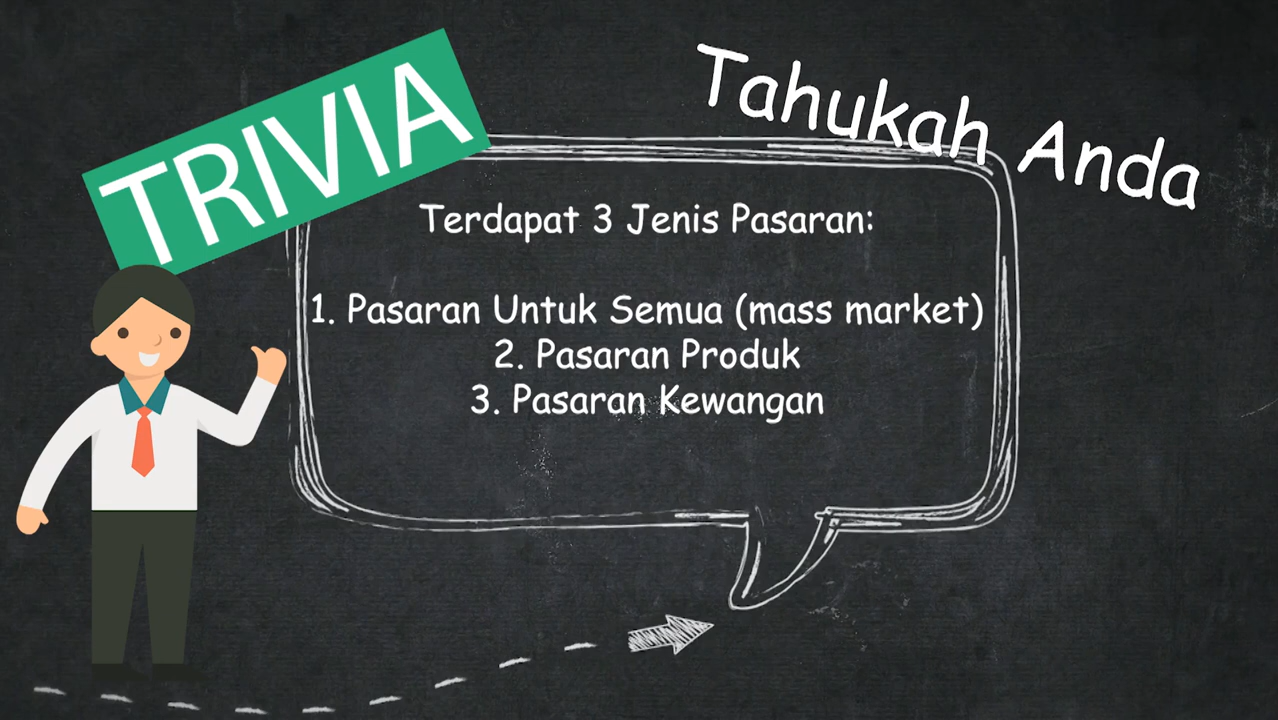 TRIVIA
Tahukah Anda
Terdapat 3 Jenis Pasaran:
1. Pasaran Untuk Semua (mass market)
2. Pasaran Produk
3. Pasaran Kewangan